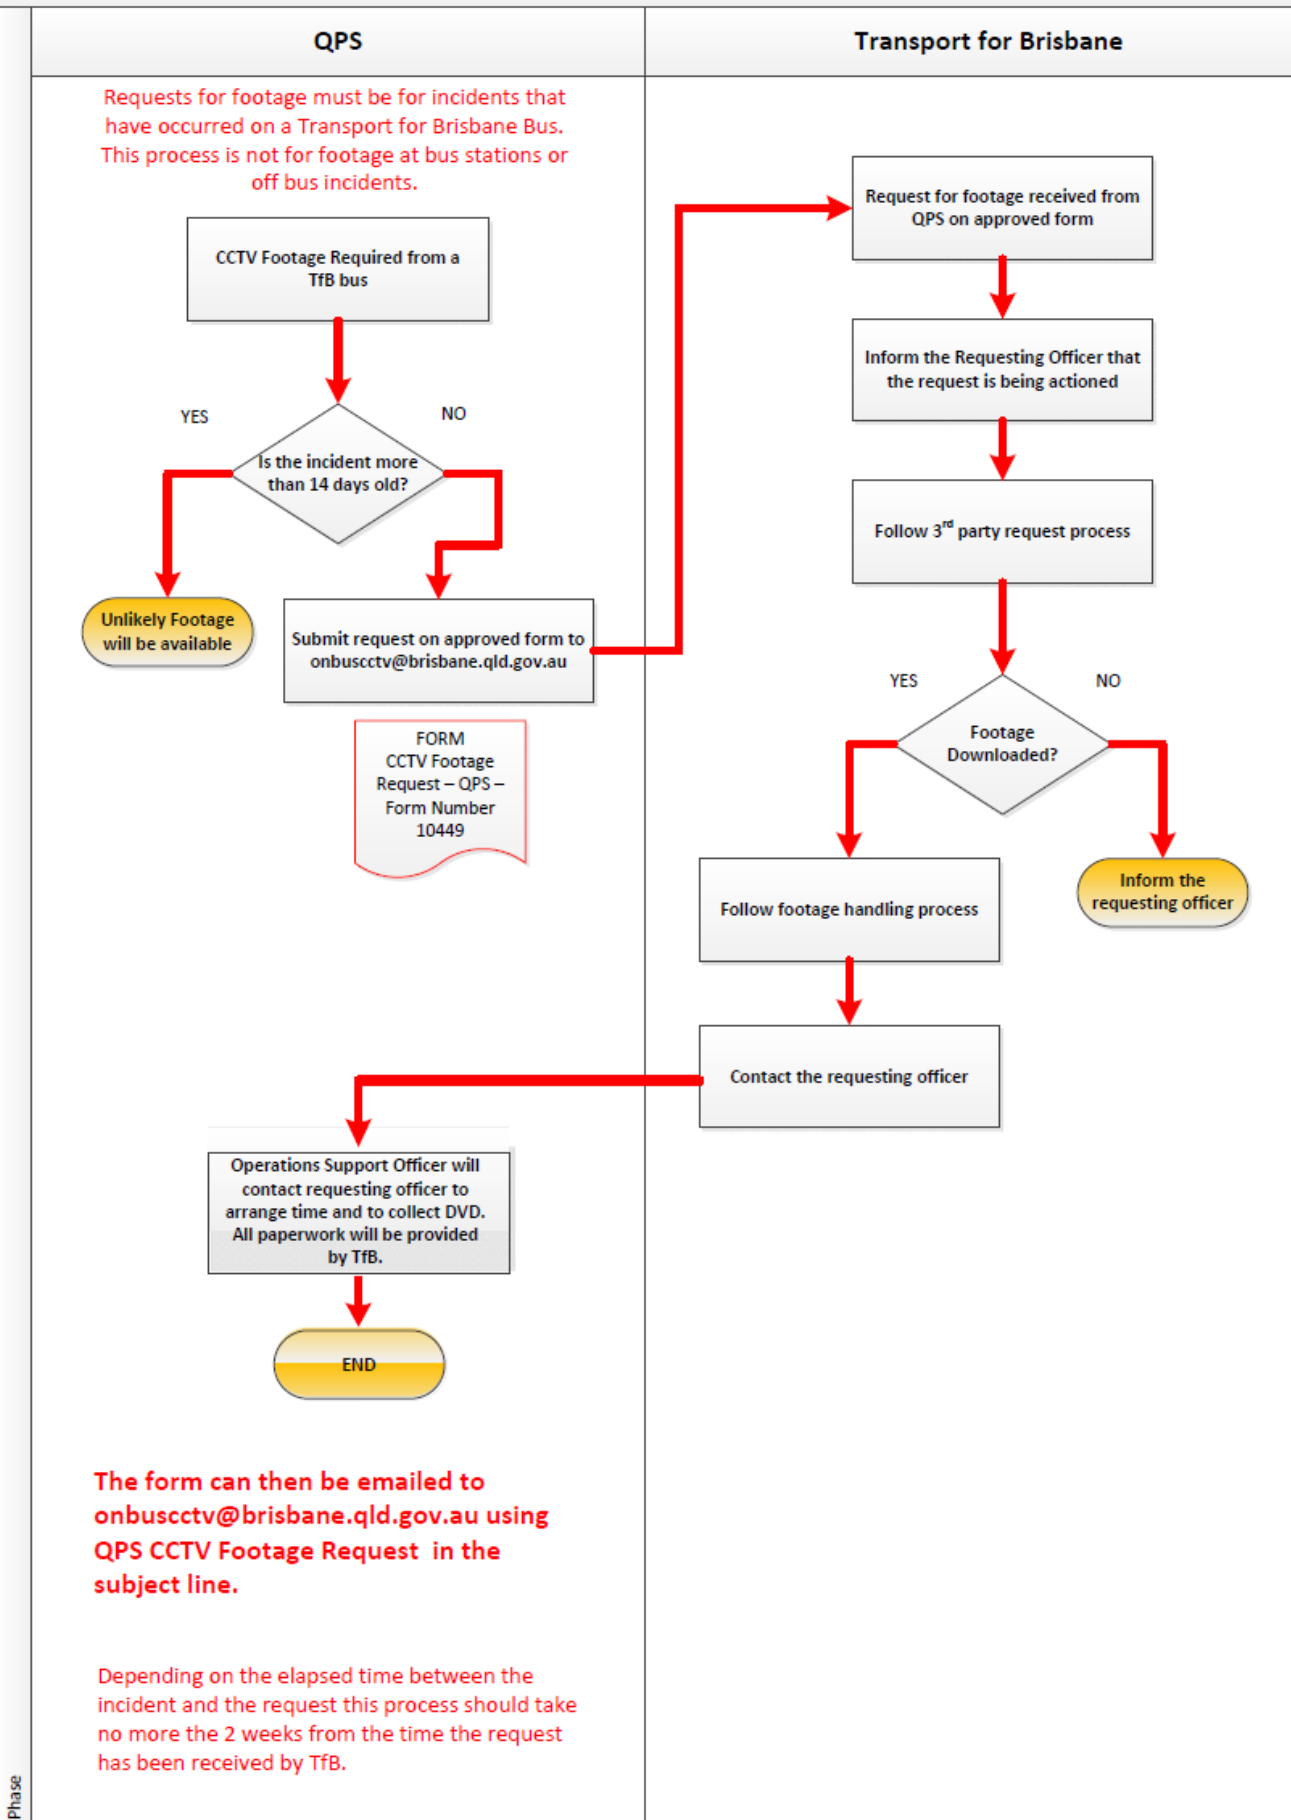 QPS
Transport for Brisbane
Requests for footage must be for incidents that
have occurred on a Transport for Brisbane Bus.
This process is not for footage at bus stations or
off bus incidents.
CCTV Footage Required from a
TfB bus
YES
NO
Is the incident more
than 14 days old?
Unlikely Footage
will be available
Submit request on approved form to
onbuscctv@brisbane.qld.gov.au
FORM
CCTV Footage
Request – QPS –
Form Number
10449
Request for footage received from
QPS on approved form
Inform the Requesting Officer that
the request is being actioned
Follow 3rd party request process
YES
NO
Footage
Downloaded?
Follow footage handling process
Inform the
requesting officer
Contact the requesting officer
Operations Support Officer will
contact requesting officer to
arrange time and to collect DVD.
All paperwork will be provided
by TfB.
END
The form can then be emailed to
onbuscctv@brisbane.qld.gov.au using
QPS CCTV Footage Request in the
subject line.
Depending on the elapsed time between the
incident and the request this process should take
no more the 2 weeks from the time the request
has been received by TfB.
Phase